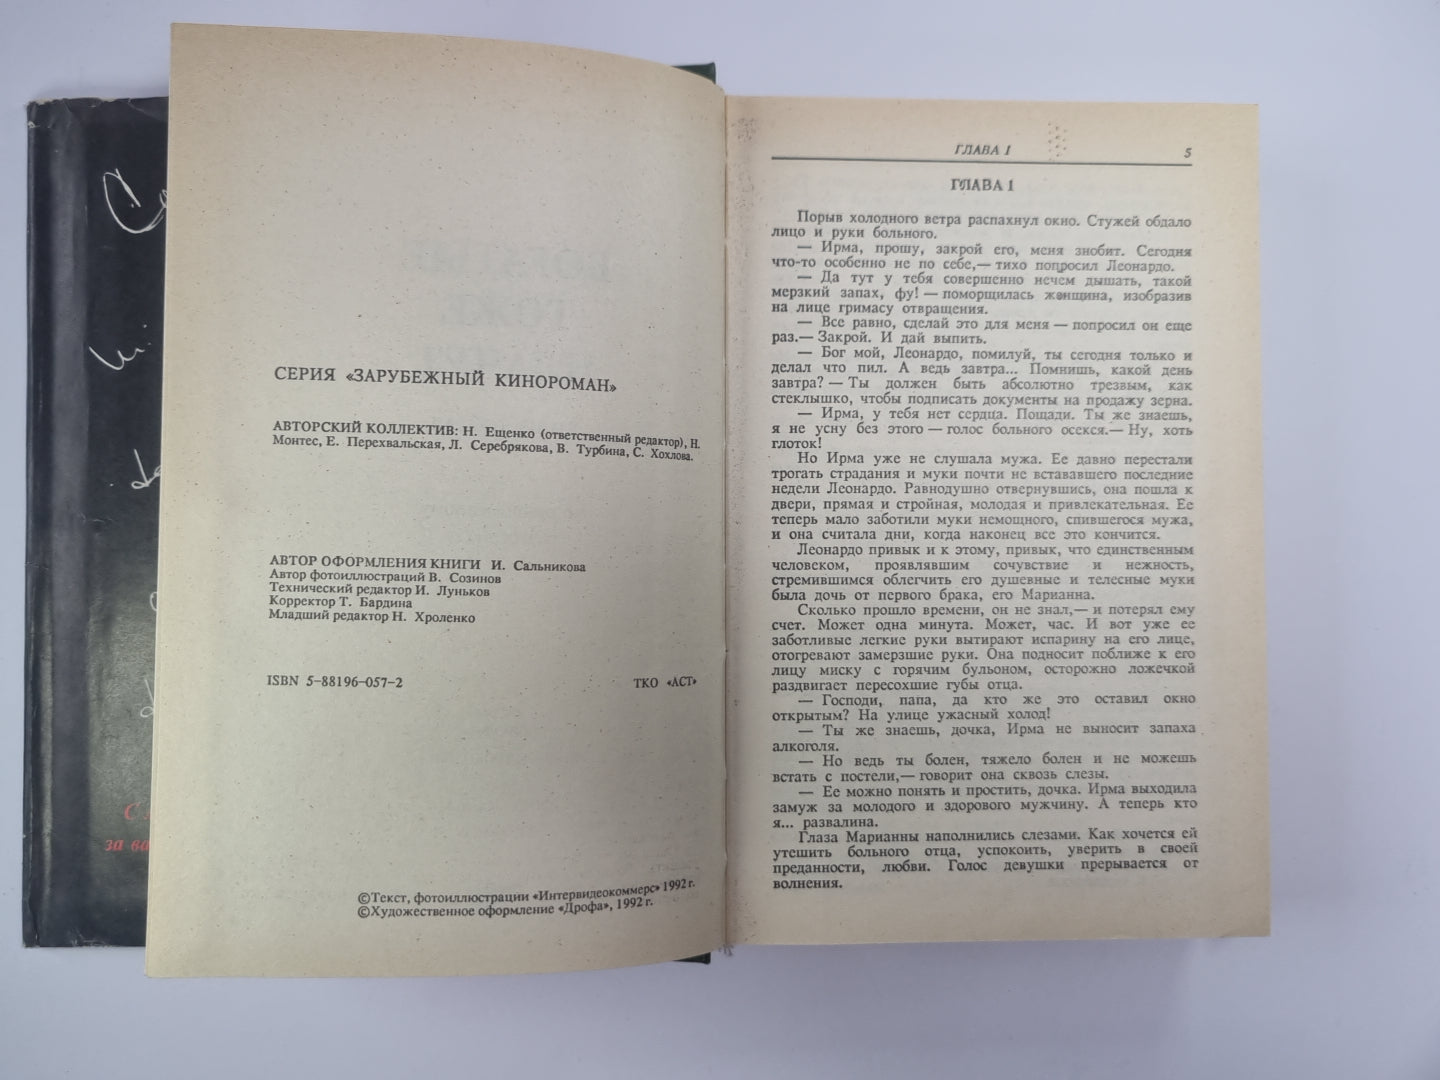 за ва
СЕРИЯ «ЗАРУБЕЖНЫЙ КИНОРОМАН»
АВТОРСКИЙ КОЛЛЕКТИВ: Н. Ещенко (ответственный редактор), Н.
Монтес, Е. Перехвальская, Л. Серебрякова, В. Турбина, С. Хохлова.
АВТОР ОФОРМЛЕНИЯ КНИГИ И. Сальникова
Автор фотоиллюстраций В. Созинов
Технический редактор И. Луньков
Корректор Т. Бардина
Младший редактор Н. Хроленко
ISBN 5-88196-057-2 ТКО «АСТ»
©Текст, фотоиллюстрации «Интервидеокоммерс» 1992 г.
©Художественное оформление «Дрофа», 1992 г.
ГЛАВА 1 5
ГЛАВА 1
Порыв холодного ветра распахнул окно. Стужей обдало
лицо и руки больного.
— Ирма, прошу, закрой его, меня знобит. Сегодня
что-то особенно не по себе,— тихо попросил Леонардо.
— Да тут у тебя совершенно нечем дышать, такой
мерзкий запах, фу! — поморщилась женщина, изобразив
на лице гримасу отвращения.
— Все равно, сделай это для меня — попросил он еще
раз.— Закрой. И дай выпить.
— Бог мой, Леонардо, помилуй, ты сегодня только и
делал что пил. А ведь завтра... Помнишь, какой день
завтра? — Ты должен быть абсолютно трезвым, как
стеклышко, чтобы подписать документы на продажу зерна.
— Ирма, у тебя нет сердца. Пощади. Ты же знаешь,
я не усну без этого — голос больного осекся.— Ну, хоть
глоток!
Но Ирма уже не слушала мужа. Ее давно перестали
трогать страдания и муки почти не встававшего последние
недели Леонардо. Равнодушно отвернувшись, она пошла к
двери, прямая и стройная, молодая и привлекательная. Ее
теперь мало заботили муки немощного, спившегося мужа,
и она считала дни, когда наконец все это кончится.
Леонардо привык и к этому, привык, что единственным
человеком, проявлявшим сочувствие и нежность,
стремившимся облегчить его душевные и телесные муки
была дочь от первого брака, его Марианна.
Сколько прошло времени, он не знал,— и потерял ему
счет. Может одна минута. Может, час. И вот уже ее
заботливые легкие руки вытирают испарину на его лице,
отогревают замерзшие руки. Она подносит поближе к его
лицу миску с горячим бульоном, осторожно ложечкой
раздвигает пересохшие губы отца.
— Господи, папа, да кто же это оставил окно
открытым? На улице ужасный холод!
— Ты же знаешь, дочка, Ирма не выносит запаха
алкоголя.
— Но ведь ты болен, тяжело болен и не можешь
встать с постели,— говорит она сквозь слезы.
— Ее можно понять и простить, дочка. Ирма выходила
замуж за молодого и здорового мужчину. А теперь кто
я... развалина.
Глаза Марианны наполнились слезами. Как хочется ей
утешить больного отца, успокоить, уверить в своей
преданности, любви. Голос девушки прерывается от
волнения.